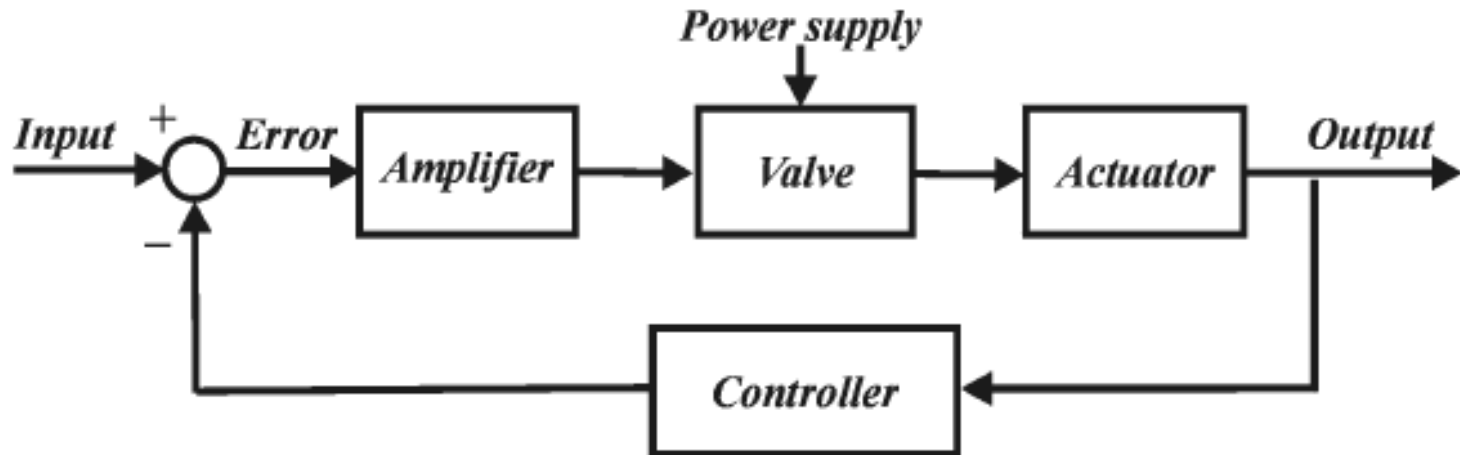 Power supply
+
Input
Error
Amplifier
Valve
Actuator
Output
−
Controller